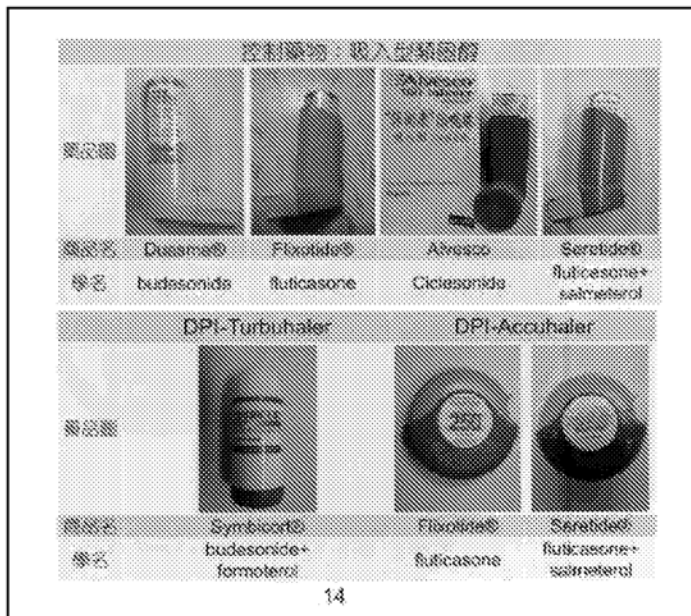 控制藥物：吸入型類固醇
Alvesco
藥品圖
商品名 Duasma® Flixotide® Alvesco Seretide®
學名 budesonide fluticasone Ciclesonide fluticasone+
salmeterol
DPI-Turbuhaler DPI-Accuhaler
250
藥品圖
商品名 Symbicort® Flixotide® Seretide®
學名 budesonide+
formoterol fluticasone fluticasone+
salmeterol
14